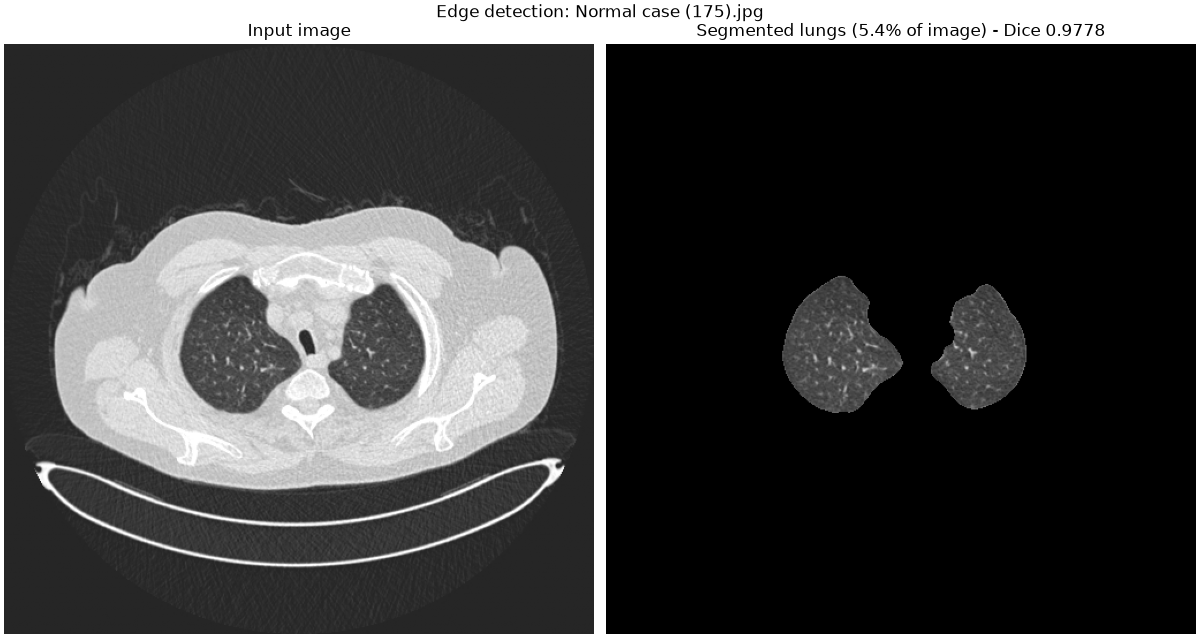 Edge detection: Normal case (175).jpg
Input image
Segmented lungs (5.4% of image) - Dice 0.9778